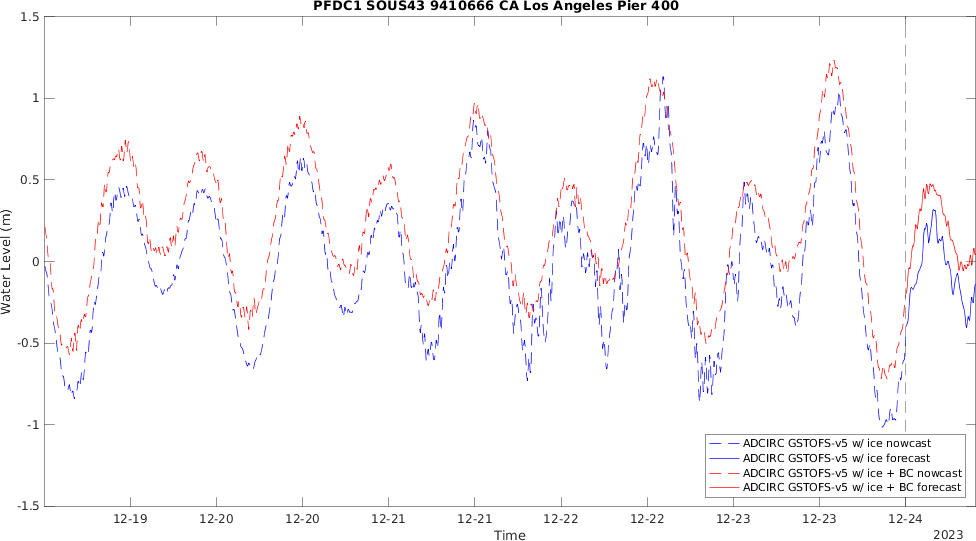 PFDC1 SOUS43 9410666 CA Los Angeles Pier 400
1.5
1
0.5
0
-0.5
-1
-1.5
Water Level (m)
ADCIRC GSTOFS-v5 w/ ice nowcast
ADCIRC GSTOFS-v5 w/ ice forecast
ADCIRC GSTOFS-v5 w/ ice + BC nowcast
ADCIRC GSTOFS-v5 w/ ice + BC forecast
12-19 12-20 12-20 12-21 12-21 12-22 12-22 12-23 12-23 12-24
Time
2023